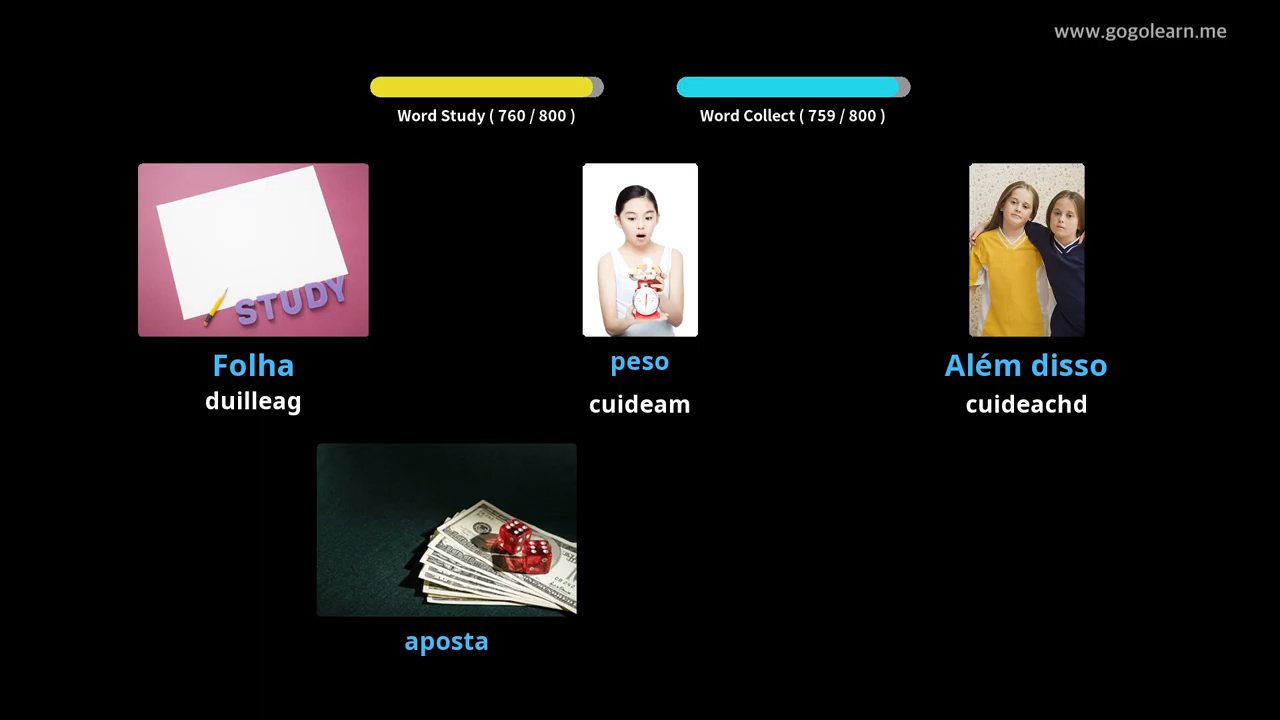 www.gogolearn.me
Word Study ( 760 / 800 )
Word Collect ( 759 / 800 )
STUDY
Folha
duilleag
peso
cuideam
Além disso
cuideachd
aposta